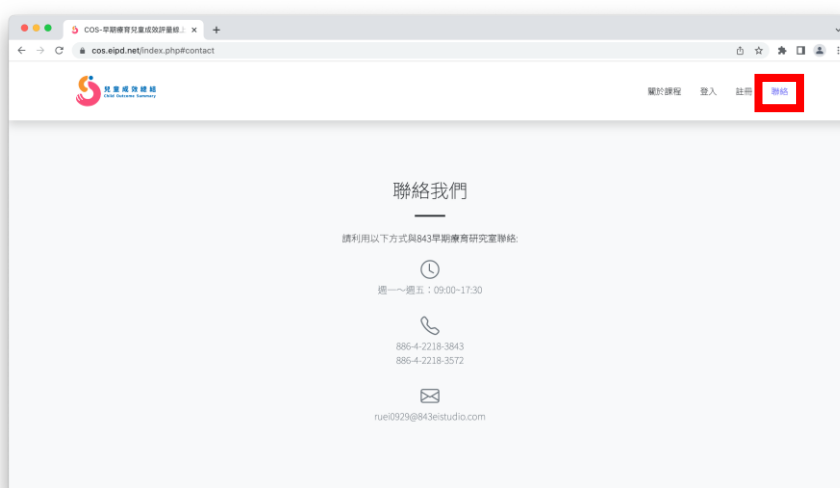 COS-早期療育兒童成效評量線上
cos.eipd.net/index.php#contact
兒童成效總結
Child Outcome Summary
關於課程 登入 註冊 聯絡
聯絡我們
請利用以下方式與843早期療育研究室聯絡:
週一～週五：09:00~17:30
886-4-2218-3843
886-4-2218-3572
ruei0929@843eistudio.com